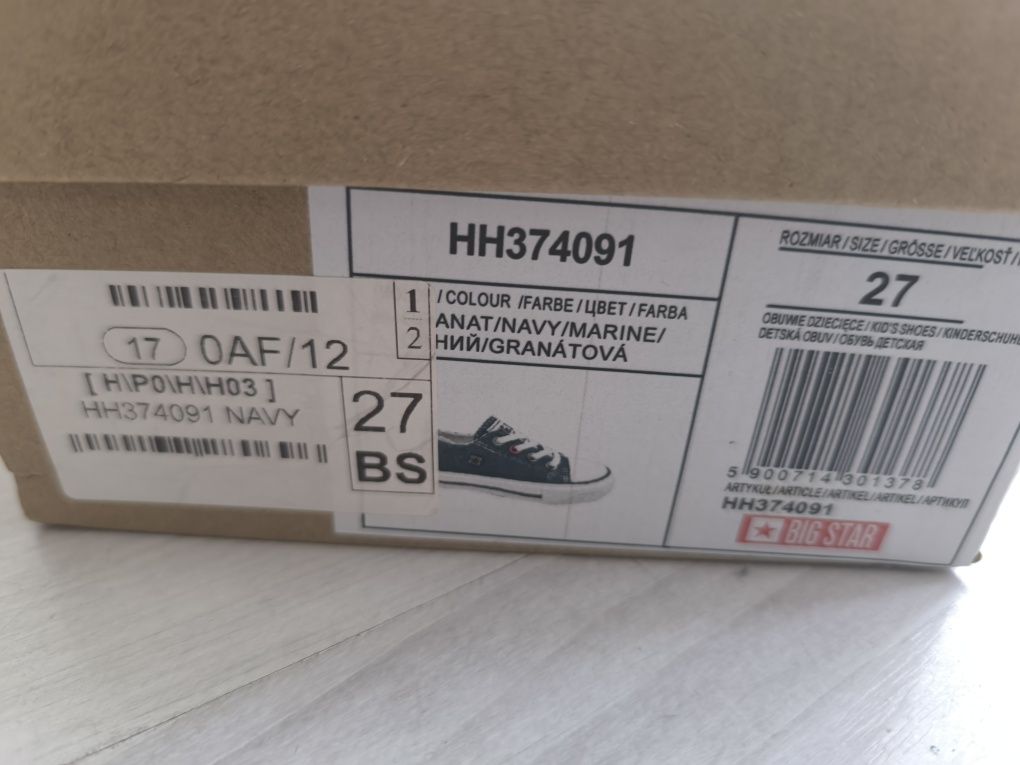 HH374091
/ COLOUR /FARBE / ЦВЕТ / FARBA
ANAT/NAVY/MARINE/
НИЙ/GRANÁTOVÁ
1
2
17 0AF/12
[ H\P0\H\H03 ]
HH374091 NAVY
27
BS
ROZMIAR / SIZE / GRÖSSE / VEĽKOSŤ /
27
OBUWIE DZIECIĘCE / KID'S SHOES / KINDERSCHUH
DETSKÁ OBUV / ОБУВЬ ДЕТСКАЯ
5 900714 301378
ARTYKUŁ / ARTICLE / ARTIKEL / ARTIKEL / АРТИКУЛ
HH374091
BIG STAR